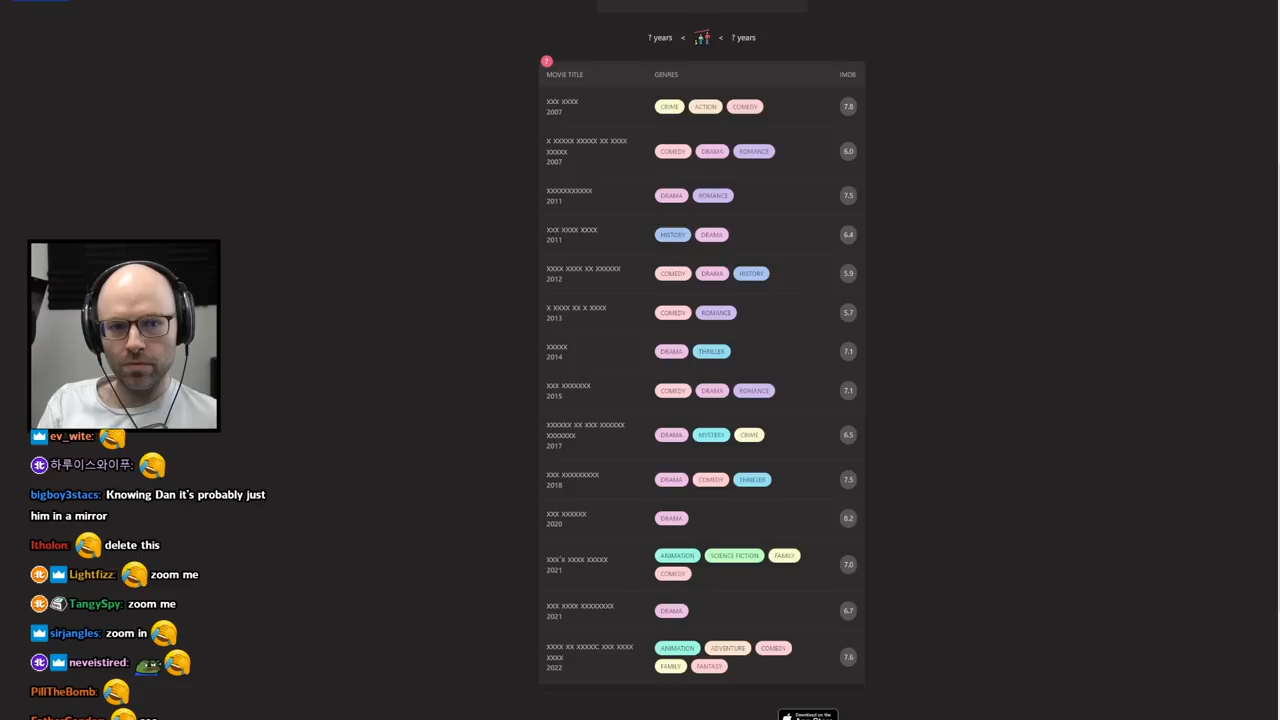 ? years < < ? years
?
MOVIE TITLE GENRES IMDB
xxx xxxx
2007
CRIME ACTION COMEDY 7.8
x xxxxx xxxxx xx xxxx
xxxxx
2007
COMEDY DRAMA ROMANCE 6.0
xxxxxxxxxxx
2011
DRAMA ROMANCE 7.5
xxx xxxx xxxx
2011
HISTORY DRAMA 6.4
xxxx xxxx xx xxxxxx
2012
COMEDY DRAMA HISTORY 5.9
x xxxx xx x xxxx
2013
COMEDY ROMANCE 5.7
xxxxx
2014
DRAMA THRILLER 7.1
xxx xxxxxxx
2015
COMEDY DRAMA ROMANCE 7.1
xxxxxx xx xxx xxxxxx
xxxxxxx
2017
DRAMA MYSTERY CRIME 6.5
xxx xxxxxxxxx
2018
DRAMA COMEDY THRILLER 7.5
xxx xxxxxx
2020
DRAMA 8.2
xxx'x xxxx xxxxx
2021
ANIMATION SCIENCE FICTION FAMILY
COMEDY
7.0
xxx xxxx xxxxxxxx
2021
DRAMA 6.7
xxxx xx xxxxx: xxx xxxx
xxxx
2022
ANIMATION ADVENTURE COMEDY
FAMILY FANTASY
7.6
Download on the
ev_wite:
하루이스와이푸:
bigboy3stacs: Knowing Dan it's probably just
him in a mirror
Itholon: delete this
Lightfizz: zoom me
TangySpy: zoom me
sirjangles: zoom in
neveistired:
PillTheBomb: